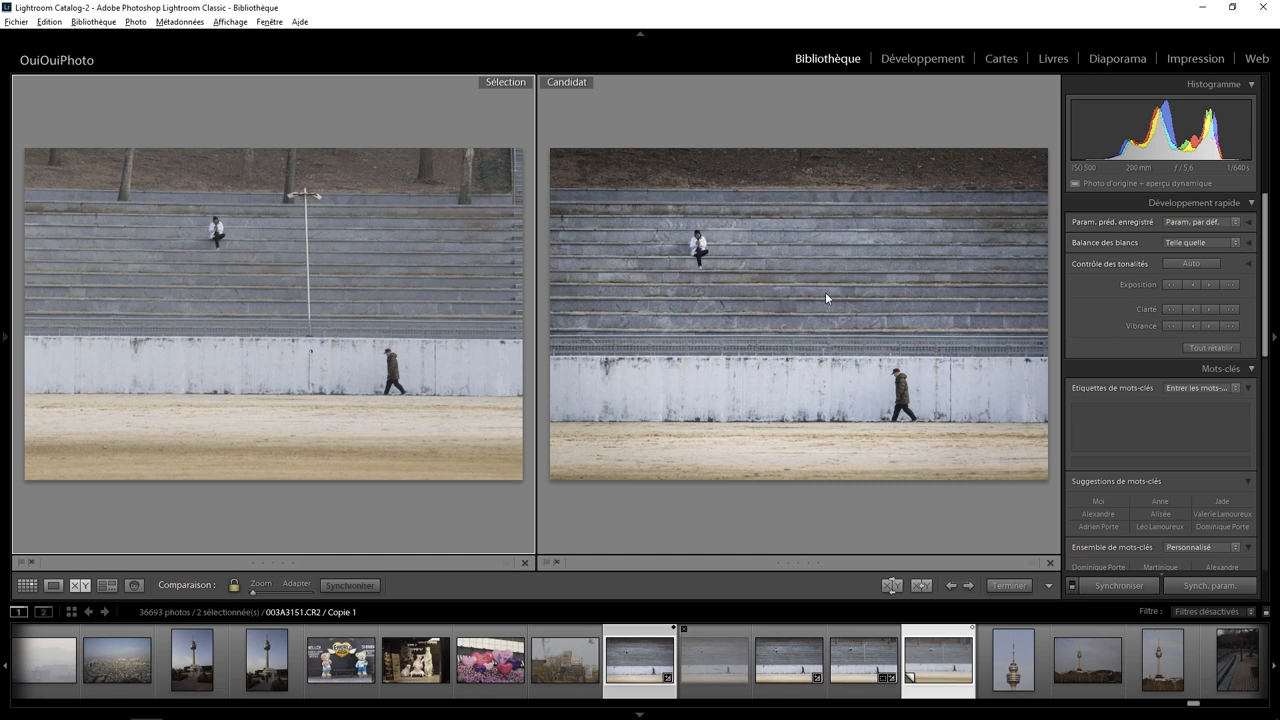 Lightroom Catalog-2 - Adobe Photoshop Lightroom Classic - Bibliothèque
Fichier Edition Bibliothèque Photo Métadonnées Affichage Fenêtre Aide
OuiOuiPhoto
Bibliothèque | Développement | Cartes | Livres | Diaporama | Impression | Web
Sélection
Candidat
Histogramme
ISO 500 200 mm f / 5,6 1/640 s
Photo d'origine + aperçu dynamique
Développement rapide
Param. préd. enregistré Param. par déf.
Balance des blancs Telle quelle
Contrôle des tonalités Auto
Exposition
Clarté
Vibrance
Tout rétablir
Mots-clés
Etiquettes de mots-clés Entrer les mots-...
Suggestions de mots-clés
Moi Anne Jade
Alexandre Alisée Valerie Lamoureux
Adrien Porte Léo Lamoureux Dominique Porte
Ensemble de mots-clés Personnalisé
Dominique Porte Martinique Alexandre
X Y Comparaison : Zoom Adapter Synchroniser
Terminer
Synchroniser Synch. param.
1 2 36693 photos / 2 sélectionnée(s) / 003A3151.CR2 / Copie 1
Filtre : Filtres désactivés